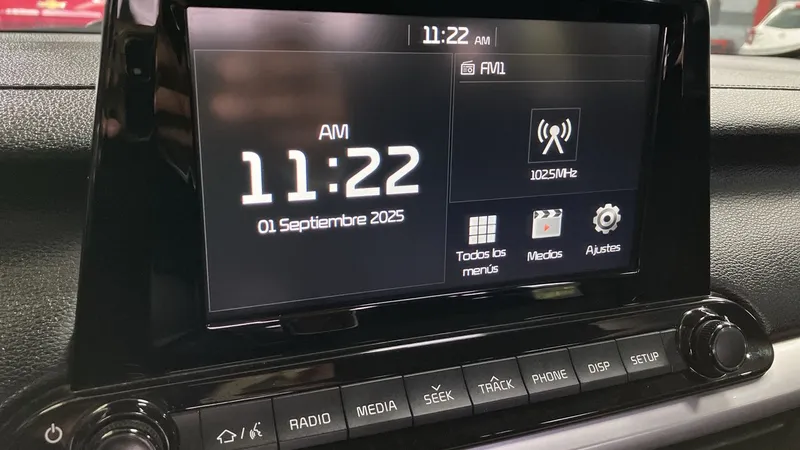 11:22 AM
AM
11:22
01 Septiembre 2025
FM1
102.5MHz
Todos los
menús
Medios
Ajustes
RADIO
MEDIA
SEEK
TRACK
PHONE
DISP
SETUP